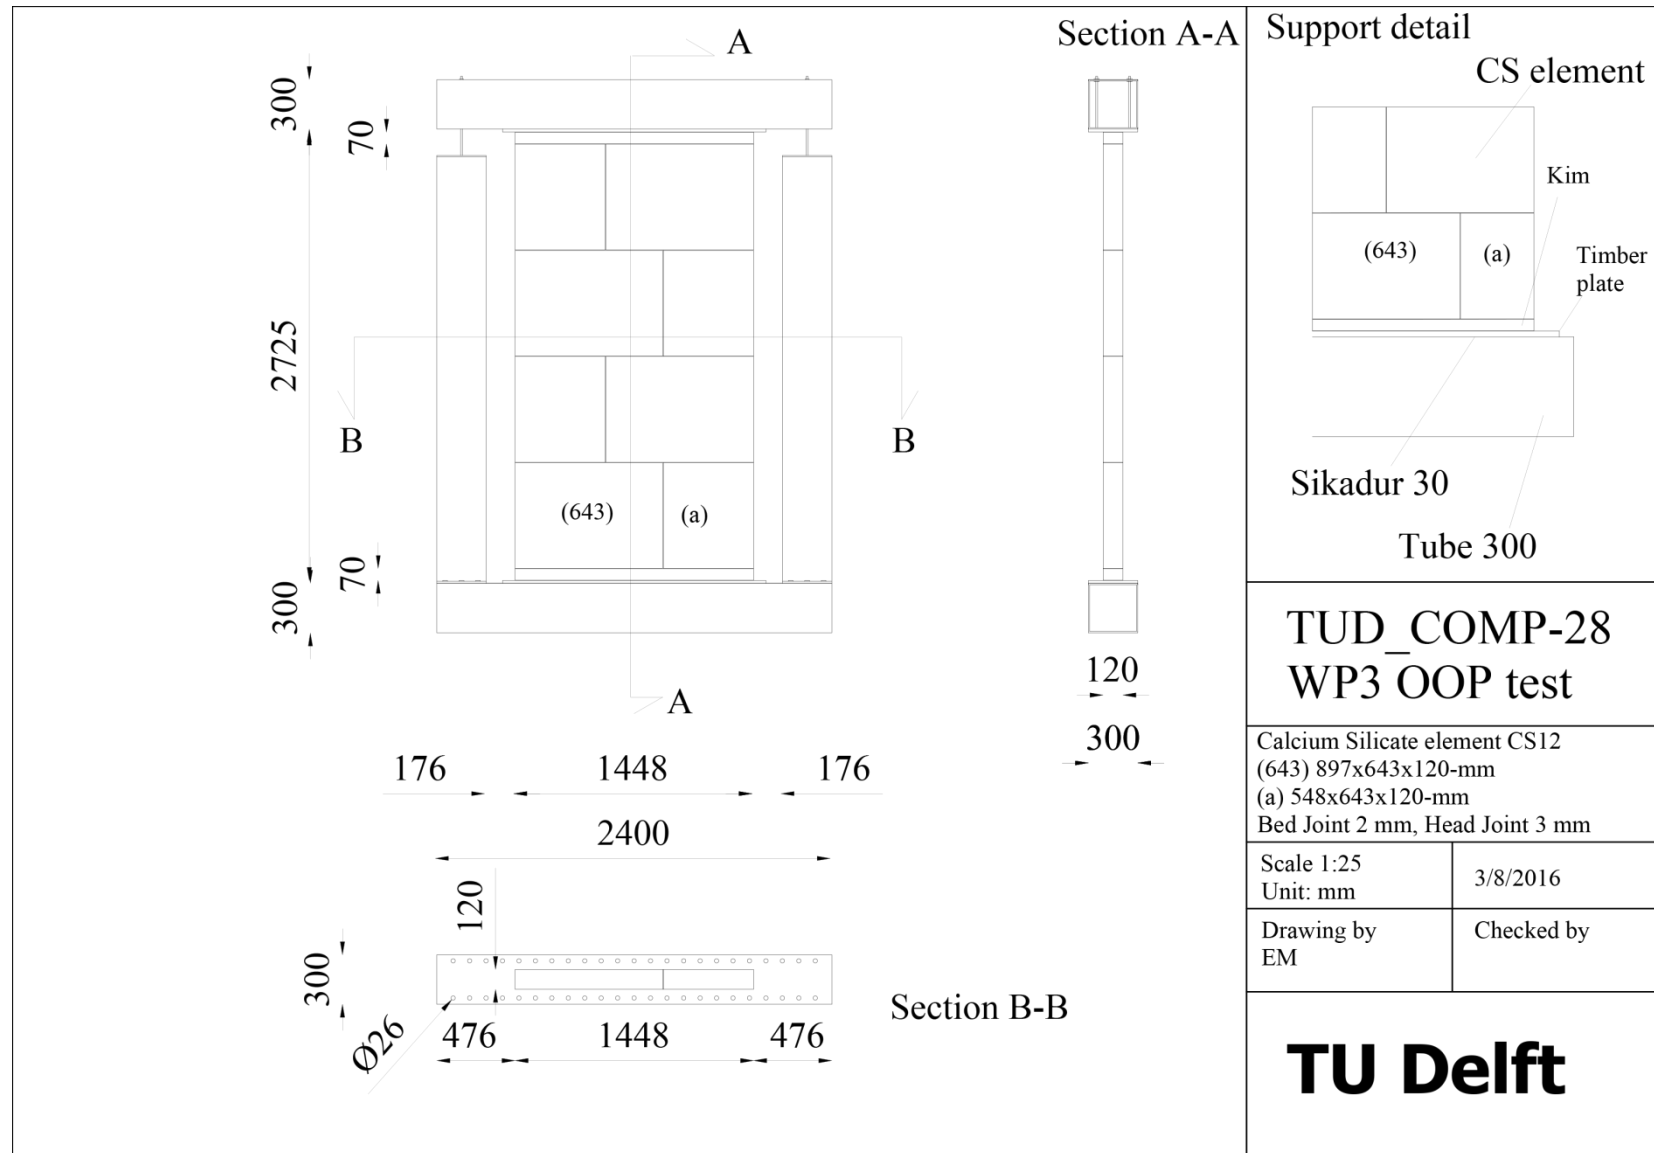 A
Section A-A
300
70
2725
B
B
(643)
(a)
70
300
A
120
300
176
1448
176
2400
120
300
Ø26
476
1448
476
Section B-B
Support detail
CS element
Kim
(643)
(a)
Timber
plate
Sikadur 30
Tube 300
TUD_COMP-28
WP3 OOP test
Calcium Silicate element CS12
(643) 897x643x120-mm
(a) 548x643x120-mm
Bed Joint 2 mm, Head Joint 3 mm
Scale 1:25
Unit: mm
3/8/2016
Drawing by
EM
Checked by
TU Delft